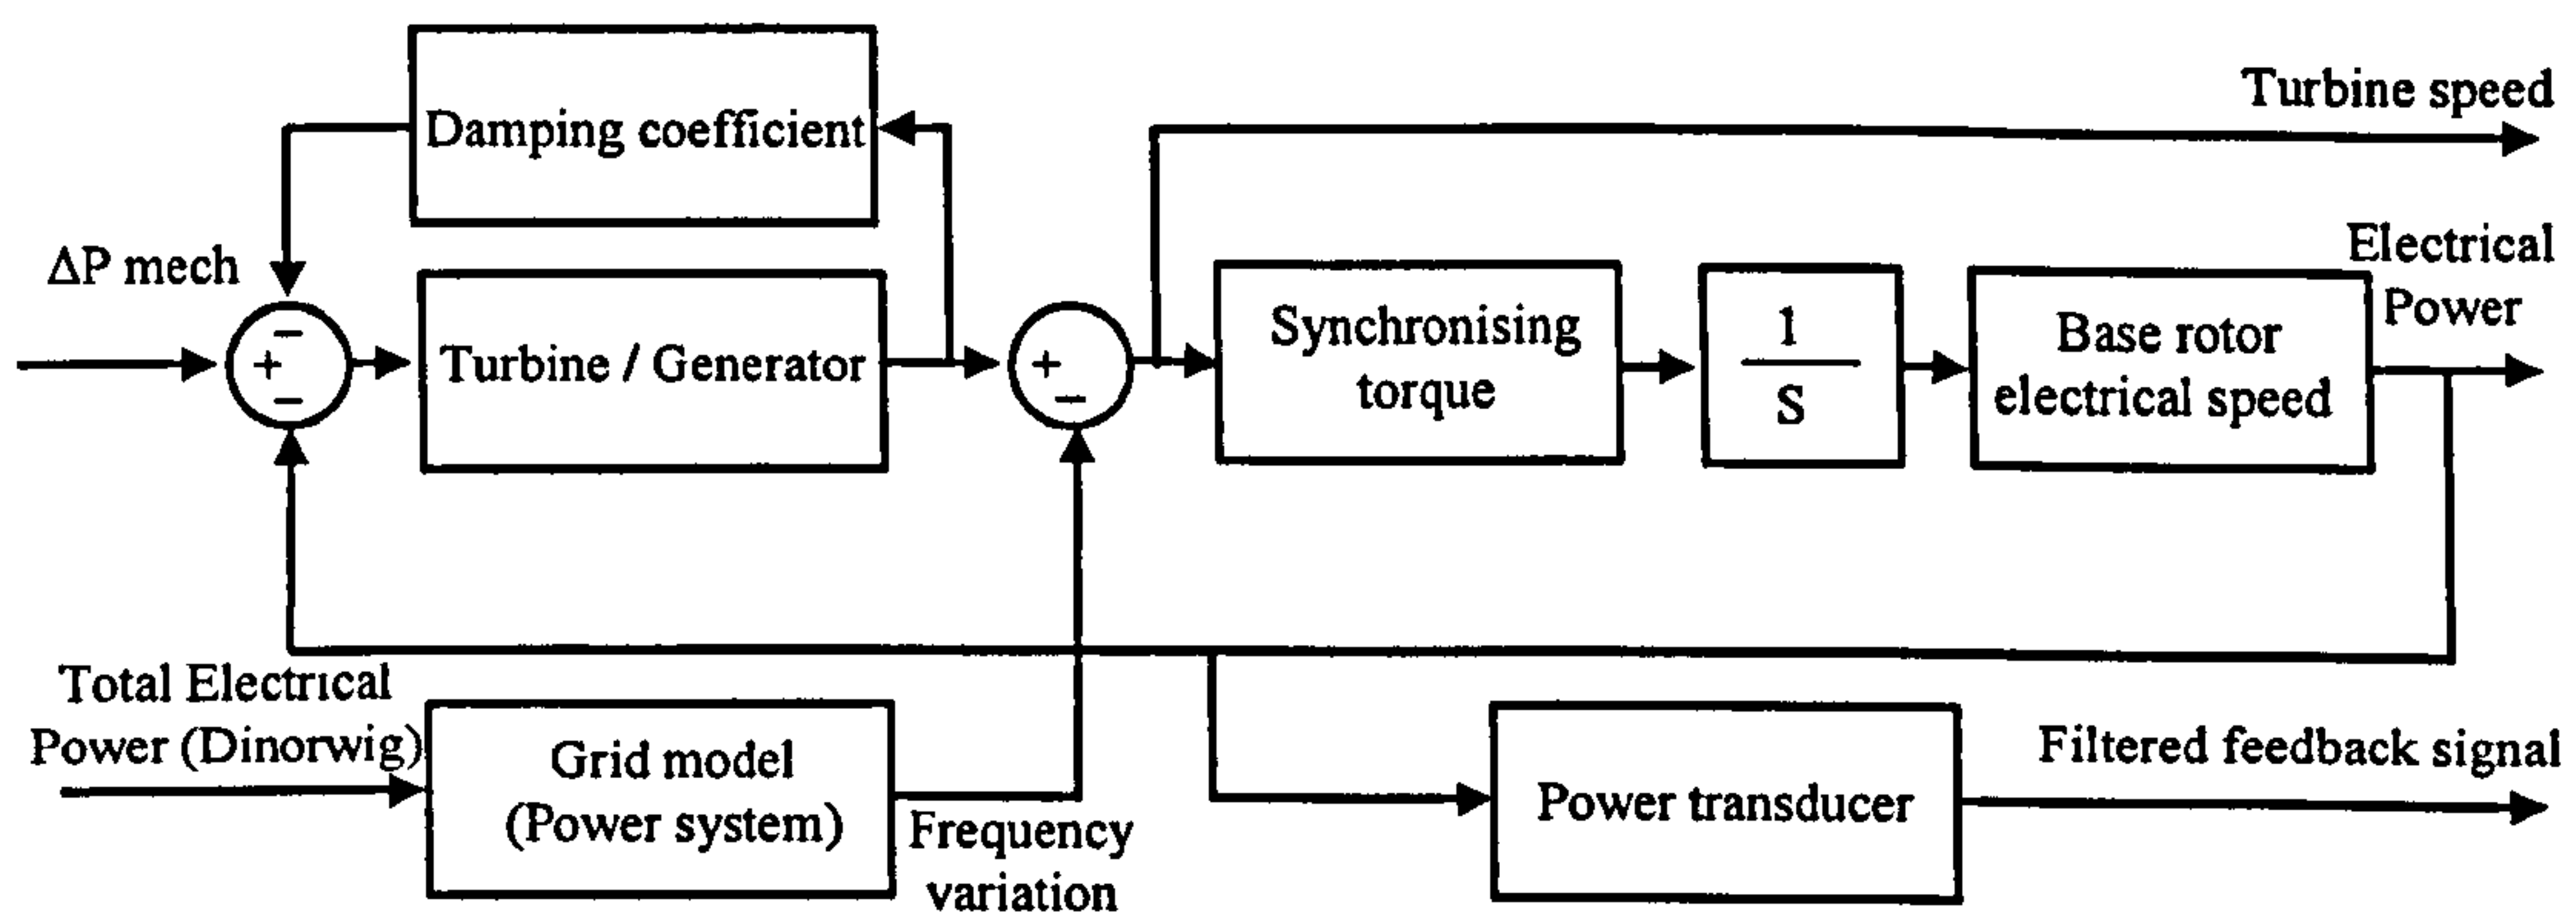 Turbine speed
Damping coefficient
ΔP mech
Electrical
Power
−
+
−
Turbine / Generator
+
−
Synchronising
torque
1
S
Base rotor
electrical speed
Total Electrical
Power (Dinorwig)
Grid model
(Power system)
Frequency
variation
Power transducer
Filtered feedback signal